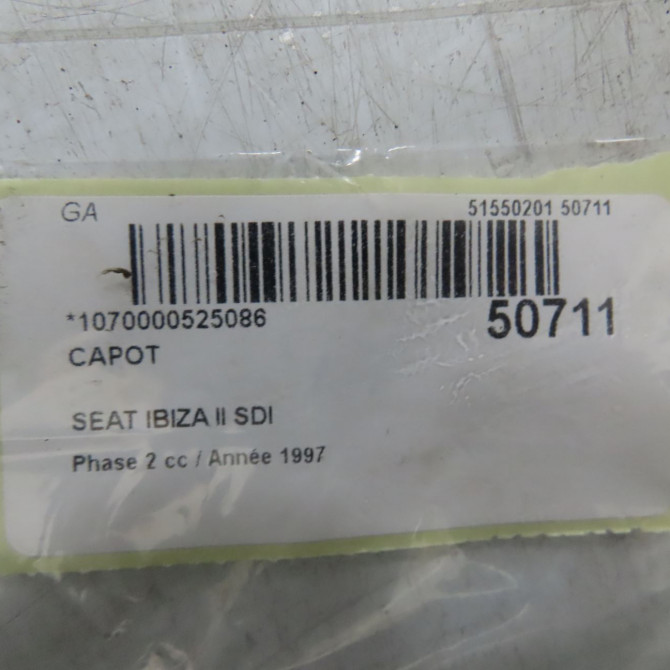 GA 51550201 50711
*1070000525086 50711
CAPOT
SEAT IBIZA II SDI
Phase 2 cc / Année 1997